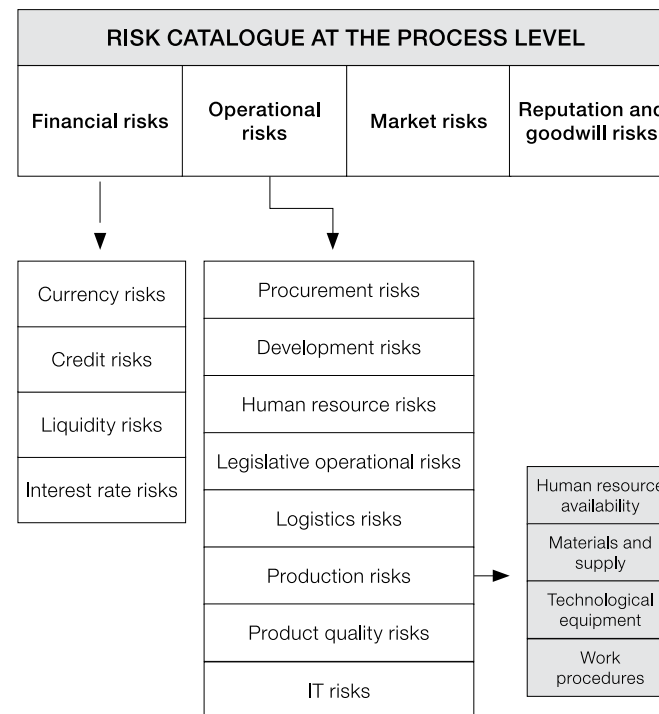 RISK CATALOGUE AT THE PROCESS LEVEL
Financial risks
Operational
risks
Market risks
Reputation and
goodwill risks
Currency risks
Credit risks
Liquidity risks
Interest rate risks
Procurement risks
Development risks
Human resource risks
Legislative operational risks
Logistics risks
Production risks
Product quality risks
IT risks
Human resource
availability
Materials and
supply
Technological
equipment
Work
procedures